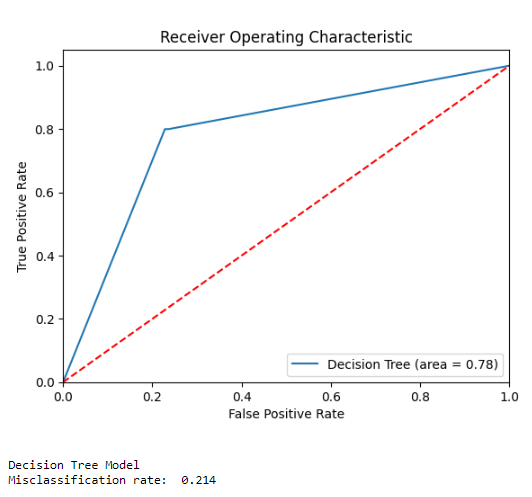 Receiver Operating Characteristic
1.0
0.8
0.6
0.4
0.2
0.0
True Positive Rate
Decision Tree (area = 0.78)
0.0 0.2 0.4 0.6 0.8 1.0
False Positive Rate
Decision Tree Model
Misclassification rate:  0.214